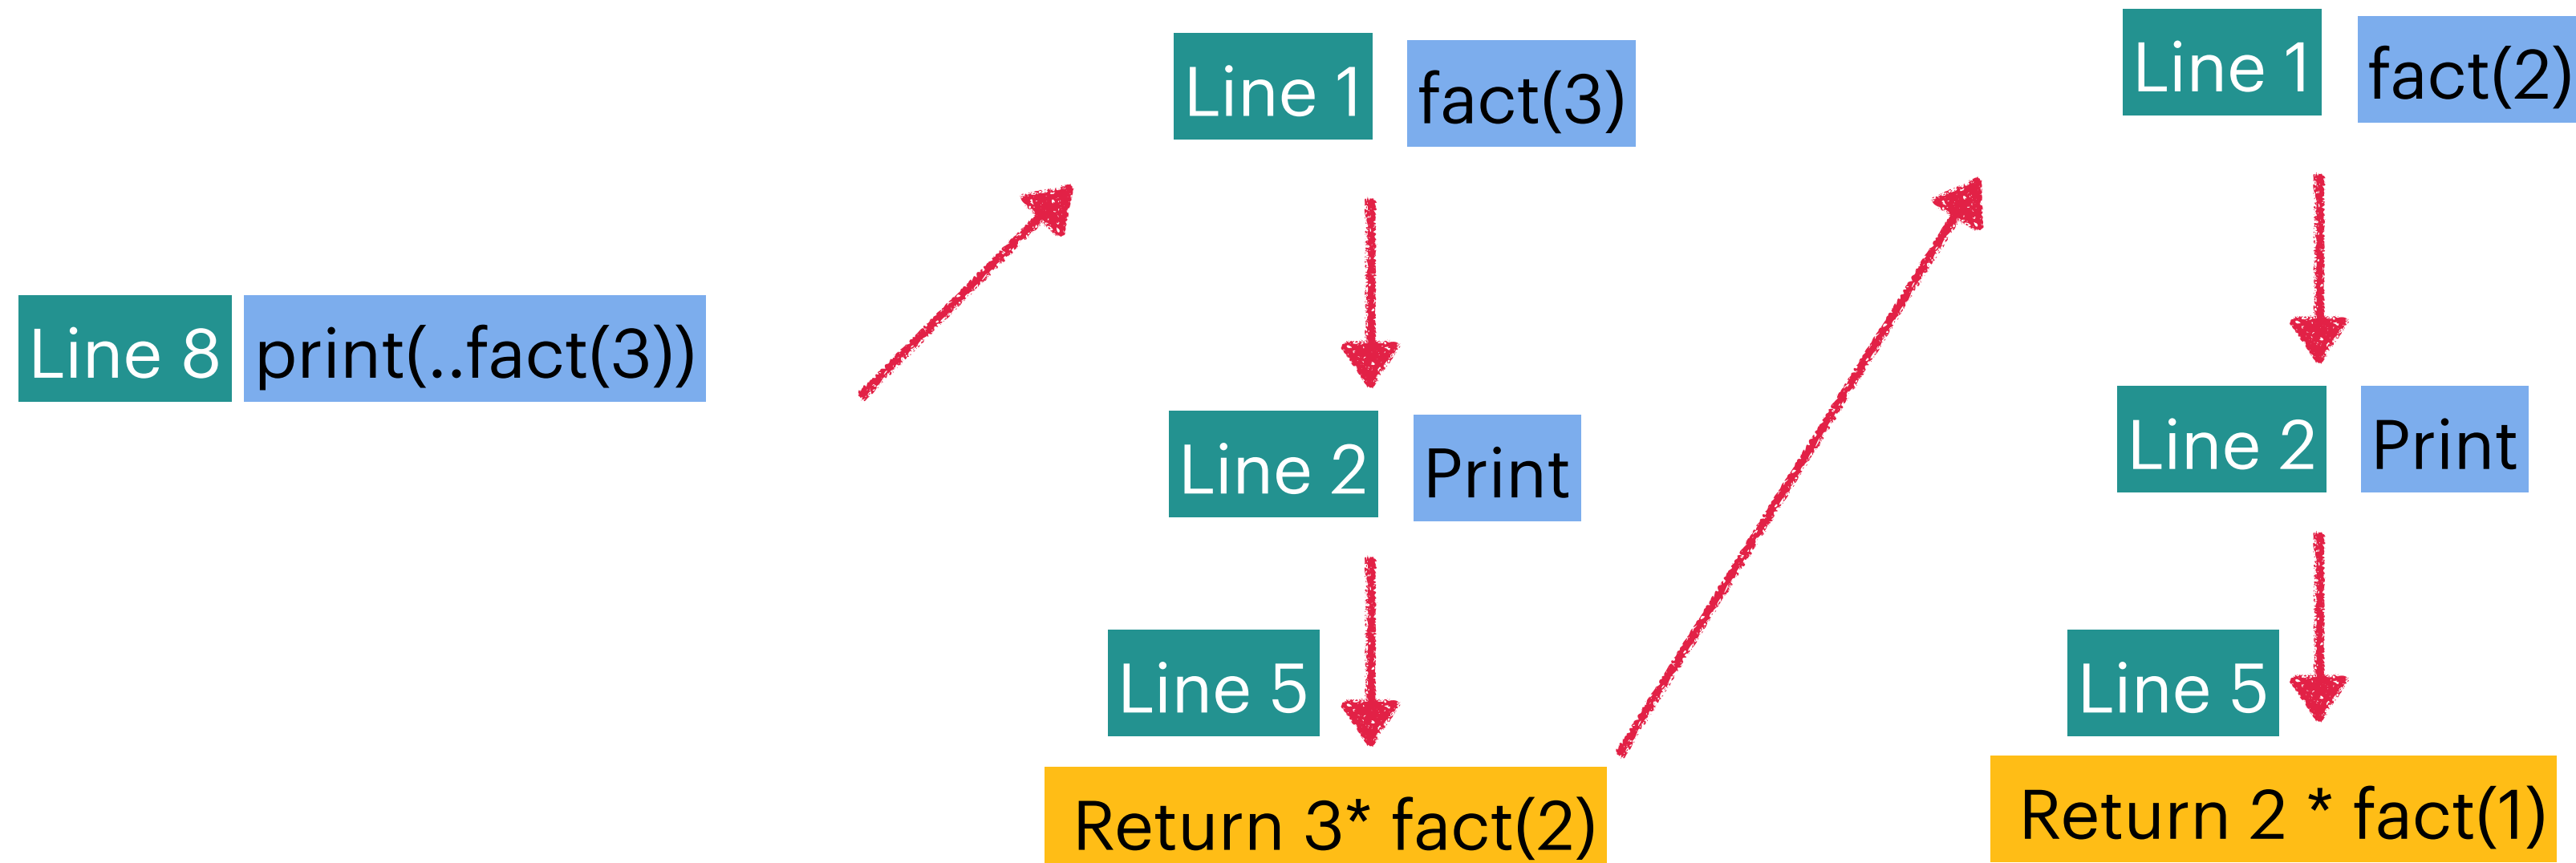 Line 8 print(..fact(3))
Line 1 fact(3)
Line 2 Print
Line 5
Return 3* fact(2)
Line 1 fact(2)
Line 2 Print
Line 5
Return 2 * fact(1)